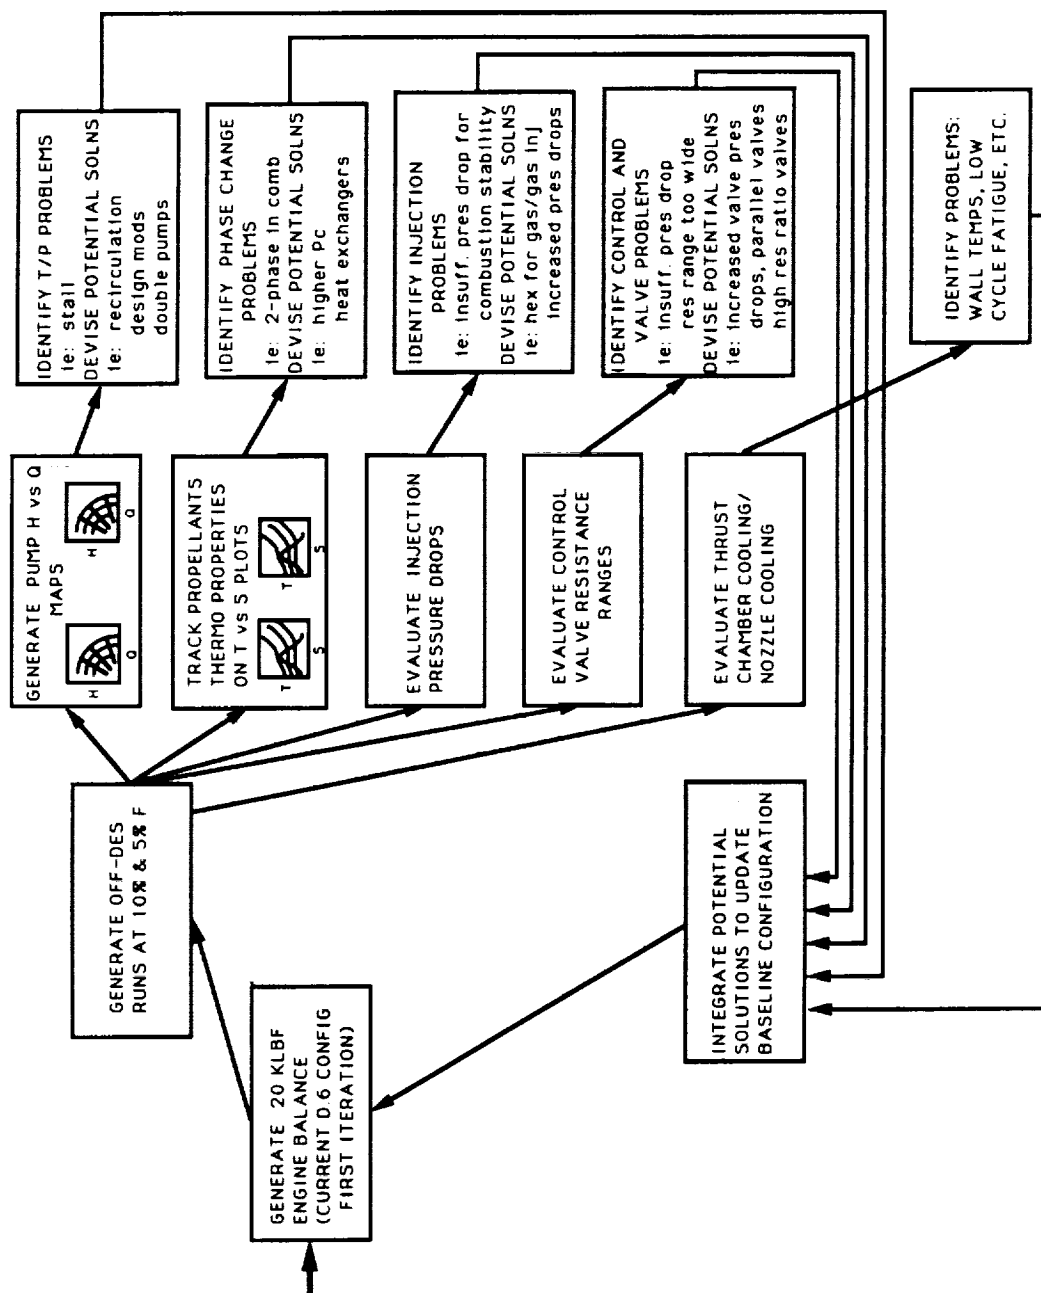 GENERATE 20 KLBF
ENGINE BALANCE
(CURRENT D.6 CONFIG
FIRST ITERATION)
GENERATE OFF-DES
RUNS AT 10% & 5% F
GENERATE PUMP H vs Q
MAPS
H
Q
H
Q
TRACK PROPELLANTS
THERMO PROPERTIES
ON T vs S PLOTS
T
S
T
S
EVALUATE INJECTION
PRESSURE DROPS
EVALUATE CONTROL
VALVE RESISTANCE
RANGES
EVALUATE THRUST
CHAMBER COOLING/
NOZZLE COOLING
IDENTIFY T/P PROBLEMS
ie: stall
DEVISE POTENTIAL SOLNS
ie: recirculation
design mods
double pumps
IDENTIFY PHASE CHANGE
PROBLEMS
ie: 2-phase in comb
DEVISE POTENTIAL SOLNS
ie: higher Pc
heat exchangers
IDENTIFY INJECTION
PROBLEMS
ie: insuff. pres drop for
combustion stability
DEVISE POTENTIAL SOLNS
ie: hex for gas/gas inj
increased pres drops
IDENTIFY CONTROL AND
VALVE PROBLEMS
ie: insuff. pres drop
res range too wide
DEVISE POTENTIAL SOLNS
ie: increased valve pres
drops, parallel valves
high res ratio valves
IDENTIFY PROBLEMS:
WALL TEMPS, LOW
CYCLE FATIGUE, ETC.
INTEGRATE POTENTIAL
SOLUTIONS TO UPDATE
BASELINE CONFIGURATION